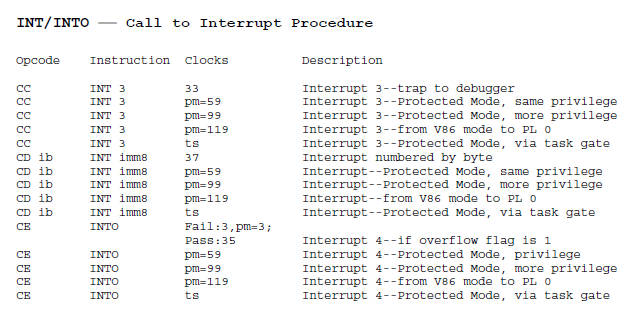 INT/INTO ── Call to Interrupt Procedure
Opcode Instruction Clocks Description
CC INT 3 33 Interrupt 3--trap to debugger
CC INT 3 pm=59 Interrupt 3--Protected Mode, same privilege
CC INT 3 pm=99 Interrupt 3--Protected Mode, more privilege
CC INT 3 pm=119 Interrupt 3--from V86 mode to PL 0
CC INT 3 ts Interrupt 3--Protected Mode, via task gate
CD ib INT imm8 37 Interrupt numbered by byte
CD ib INT imm8 pm=59 Interrupt--Protected Mode, same privilege
CD ib INT imm8 pm=99 Interrupt--Protected Mode, more privilege
CD ib INT imm8 pm=119 Interrupt--from V86 mode to PL 0
CD ib INT imm8 ts Interrupt--Protected Mode, via task gate
CE INTO Fail:3,pm=3;
Pass:35 Interrupt 4--if overflow flag is 1
CE INTO pm=59 Interrupt 4--Protected Mode, privilege
CE INTO pm=99 Interrupt 4--Protected Mode, more privilege
CE INTO pm=119 Interrupt 4--from V86 mode to PL 0
CE INTO ts Interrupt 4--Protected Mode, via task gate